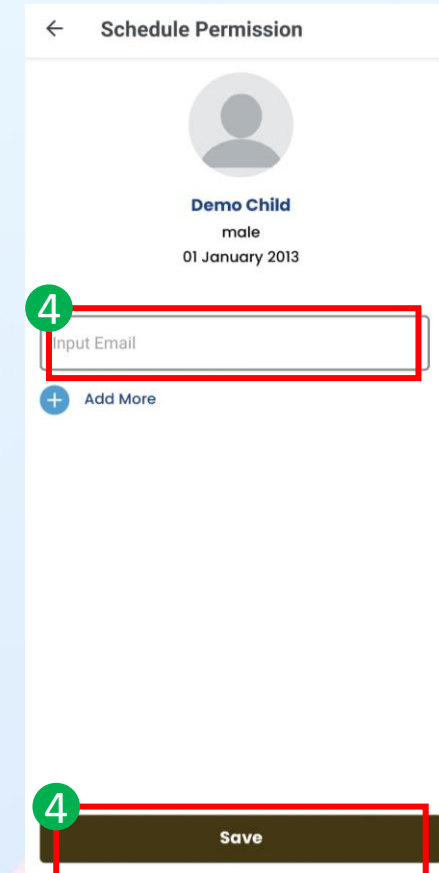 Schedule Permission
Demo Child
male
01 January 2013
4
Input Email
Add More
4
Save